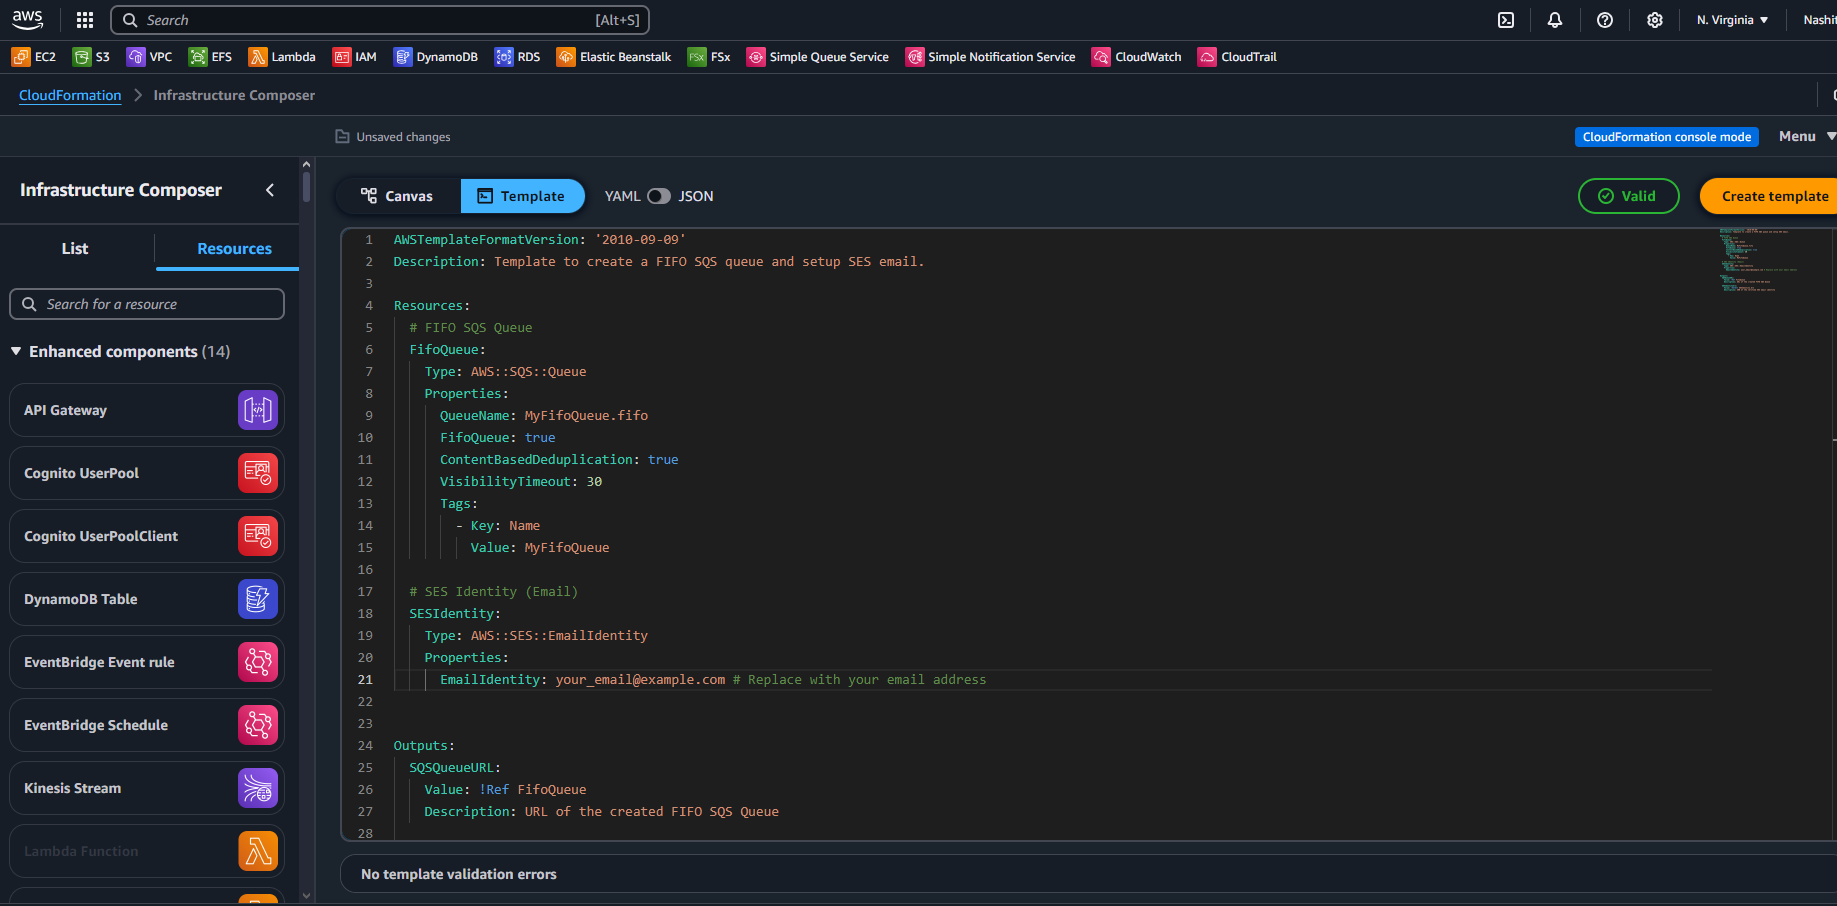 aws Search [Alt+S] N. Virginia
EC2 S3 VPC EFS Lambda IAM DynamoDB RDS Elastic Beanstalk FSx FSx Simple Queue Service Simple Notification Service CloudWatch CloudTrail
CloudFormation Infrastructure Composer
Unsaved changes CloudFormation console mode Menu
Infrastructure Composer
List Resources
Search for a resource
Enhanced components (14)
API Gateway
Cognito UserPool
Cognito UserPoolClient
DynamoDB Table
EventBridge Event rule
EventBridge Schedule
Kinesis Stream
Lambda Function
Canvas Template YAML JSON Valid Create template
1 AWSTemplateFormatVersion: '2010-09-09'
2 Description: Template to create a FIFO SQS queue and setup SES email.
3
4 Resources:
5 # FIFO SQS Queue
6 FifoQueue:
7 Type: AWS::SQS::Queue
8 Properties:
9 QueueName: MyFifoQueue.fifo
10 FifoQueue: true
11 ContentBasedDeduplication: true
12 VisibilityTimeout: 30
13 Tags:
14 - Key: Name
15 Value: MyFifoQueue
16
17 # SES Identity (Email)
18 SESIdentity:
19 Type: AWS::SES::EmailIdentity
20 Properties:
21 EmailIdentity: your_email@example.com # Replace with your email address
22
23
24 Outputs:
25 SQSQueueURL:
26 Value: !Ref FifoQueue
27 Description: URL of the created FIFO SQS Queue
28
No template validation errors